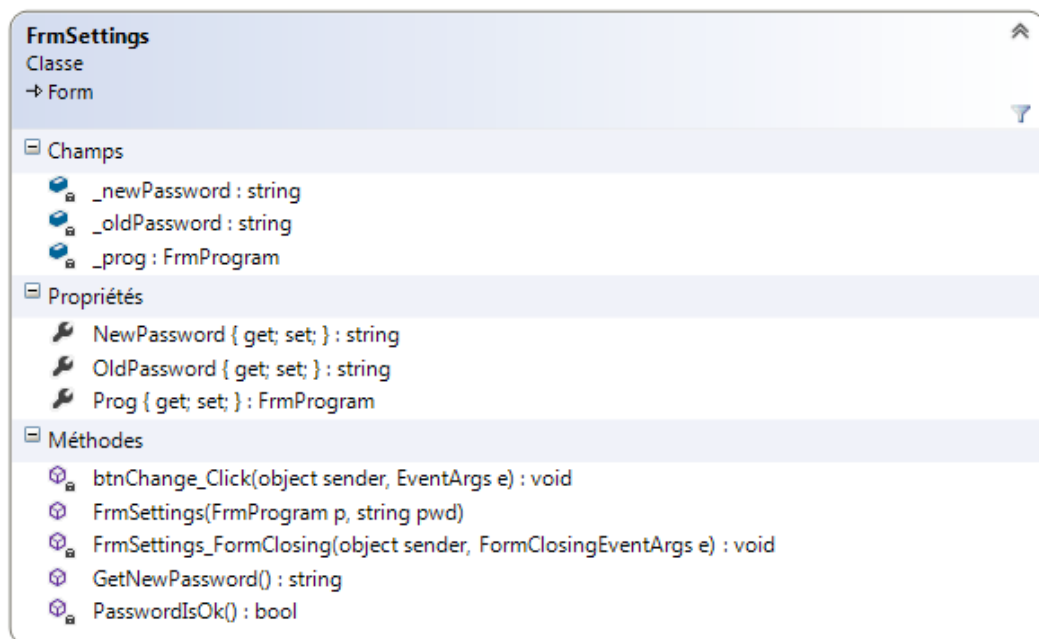 FrmSettings
Classe
Form
Champs
_newPassword : string
_oldPassword : string
_prog : FrmProgram
Propriétés
NewPassword { get; set; } : string
OldPassword { get; set; } : string
Prog { get; set; } : FrmProgram
Méthodes
btnChange_Click(object sender, EventArgs e) : void
FrmSettings(FrmProgram p, string pwd)
FrmSettings_FormClosing(object sender, FormClosingEventArgs e) : void
GetNewPassword() : string
PasswordIsOk() : bool